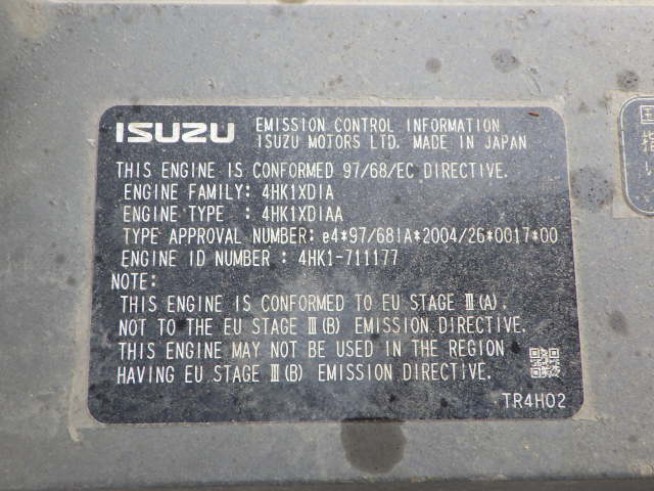 ISUZU EMISSION CONTROL INFORMATION
ISUZU MOTORS LTD. MADE IN JAPAN
THIS ENGINE IS CONFORMED 97/68/EC DIRECTIVE.
ENGINE FAMILY: 4HK1XDIA
ENGINE TYPE : 4HK1XDIAA
TYPE APPROVAL NUMBER: e4*97/68IA*2004/26*0017*00
ENGINE ID NUMBER : 4HK1-711177
NOTE:
THIS ENGINE IS CONFORMED TO EU STAGE Ⅲ(A).
NOT TO THE EU STAGE Ⅲ(B) EMISSION DIRECTIVE.
THIS ENGINE MAY NOT BE USED IN THE REGION
HAVING EU STAGE Ⅲ(B) EMISSION DIRECTIVE.
TR4H02